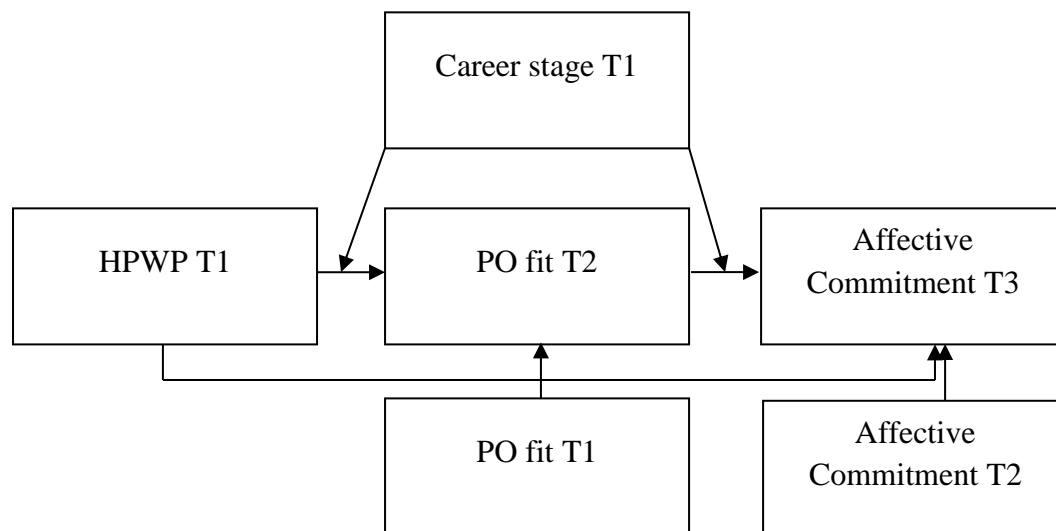 Career stage T1
HPWP T1
PO fit T2
Affective
Commitment T3
PO fit T1
Affective
Commitment T2